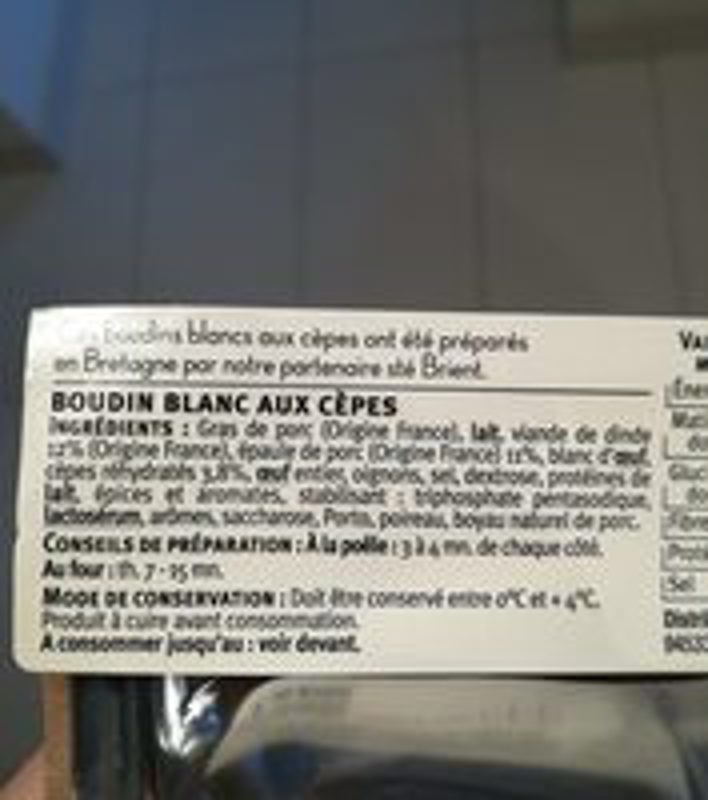 boudins blancs aux cèpes ont été préparés
en Bretagne par notre partenaire sté Brient.
BOUDIN BLANC AUX CÈPES
INGRÉDIENTS : Gras de porc (Origine France), lait, viande de dinde
12% (Origine France), épaule de porc (Origine France) 11%, blanc d'œuf,
cèpes réhydratés 3,8%, œuf entier, oignons, sel, dextrose, protéines de
lait, épices et aromates, stabilisant : triphosphate pentasodique,
lactosérum, arômes, saccharose, Porto, poireau, boyau naturel de porc.
CONSEILS DE PRÉPARATION : À la poêle : 3 à 4 mn. de chaque côté.
Au four : th. 7 - 15 mn.
MODE DE CONSERVATION : Doit être conservé entre 0°C et + 4°C.
Produit à cuire avant consommation.
A consommer jusqu'au : voir devant.
Sel